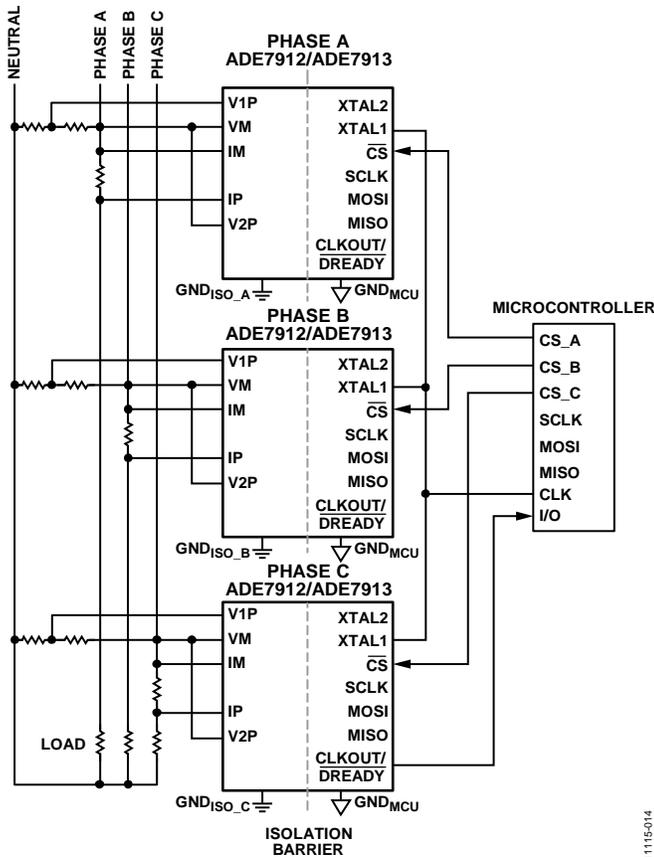 NEUTRAL
PHASE A
PHASE B
PHASE C
PHASE A
ADE7912/ADE7913
V1P
VM
IM
IP
V2P
XTAL2
XTAL1
CS
SCLK
MOSI
MISO
CLKOUT/
DREADY
GNDISO_A
GNDMCU
PHASE B
ADE7912/ADE7913
V1P
VM
IM
IP
V2P
XTAL2
XTAL1
CS
SCLK
MOSI
MISO
CLKOUT/
DREADY
GNDISO_B
GNDMCU
PHASE C
ADE7912/ADE7913
V1P
VM
IM
IP
V2P
XTAL2
XTAL1
CS
SCLK
MOSI
MISO
CLKOUT/
DREADY
LOAD
GNDISO_C
GNDMCU
ISOLATION
BARRIER
MICROCONTROLLER
CS_A
CS_B
CS_C
SCLK
MOSI
MISO
CLK
I/O
1115-014